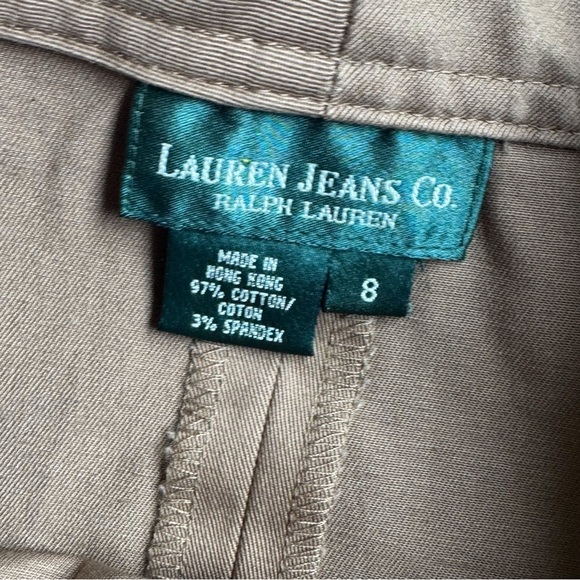 LAUREN JEANS CO.
RALPH LAUREN
MADE IN
HONG KONG
97% COTTON/
COTON
3% SPANDEX
8